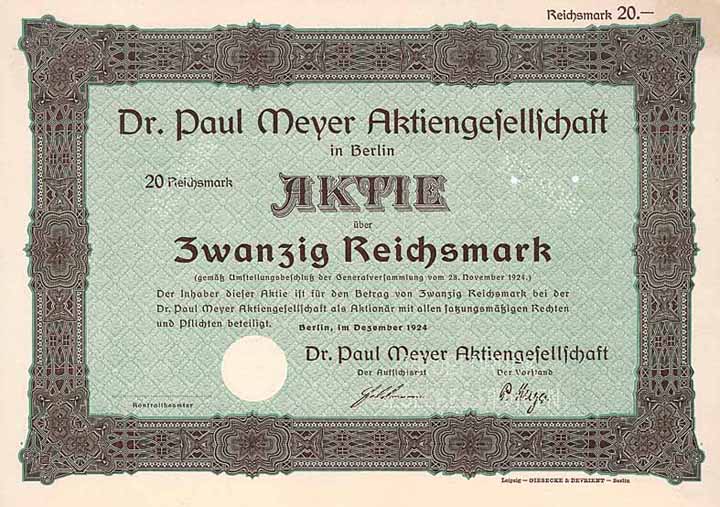 Reichsmark 20.—
Dr. Paul Meyer Aktiengesellschaft
in Berlin
20 Reichsmark
AKTIE
über
Zwanzig Reichsmark
(gemäß Umstellungsbeschluß der Generalversammlung vom 28. November 1924.)
Der Inhaber dieser Aktie ist für den Betrag von Zwanzig Reichsmark bei der
Dr. Paul Meyer Aktiengesellschaft als Aktionär mit allen satzungsmäßigen Rechten
und Pflichten beteiligt.
Berlin, im Dezember 1924
Dr. Paul Meyer Aktiengesellschaft
Der Aufsichtsrat
Der Vorstand
Kontrollbeamter
Leipzig — GIESECKE & DEVRIENT — Berlin